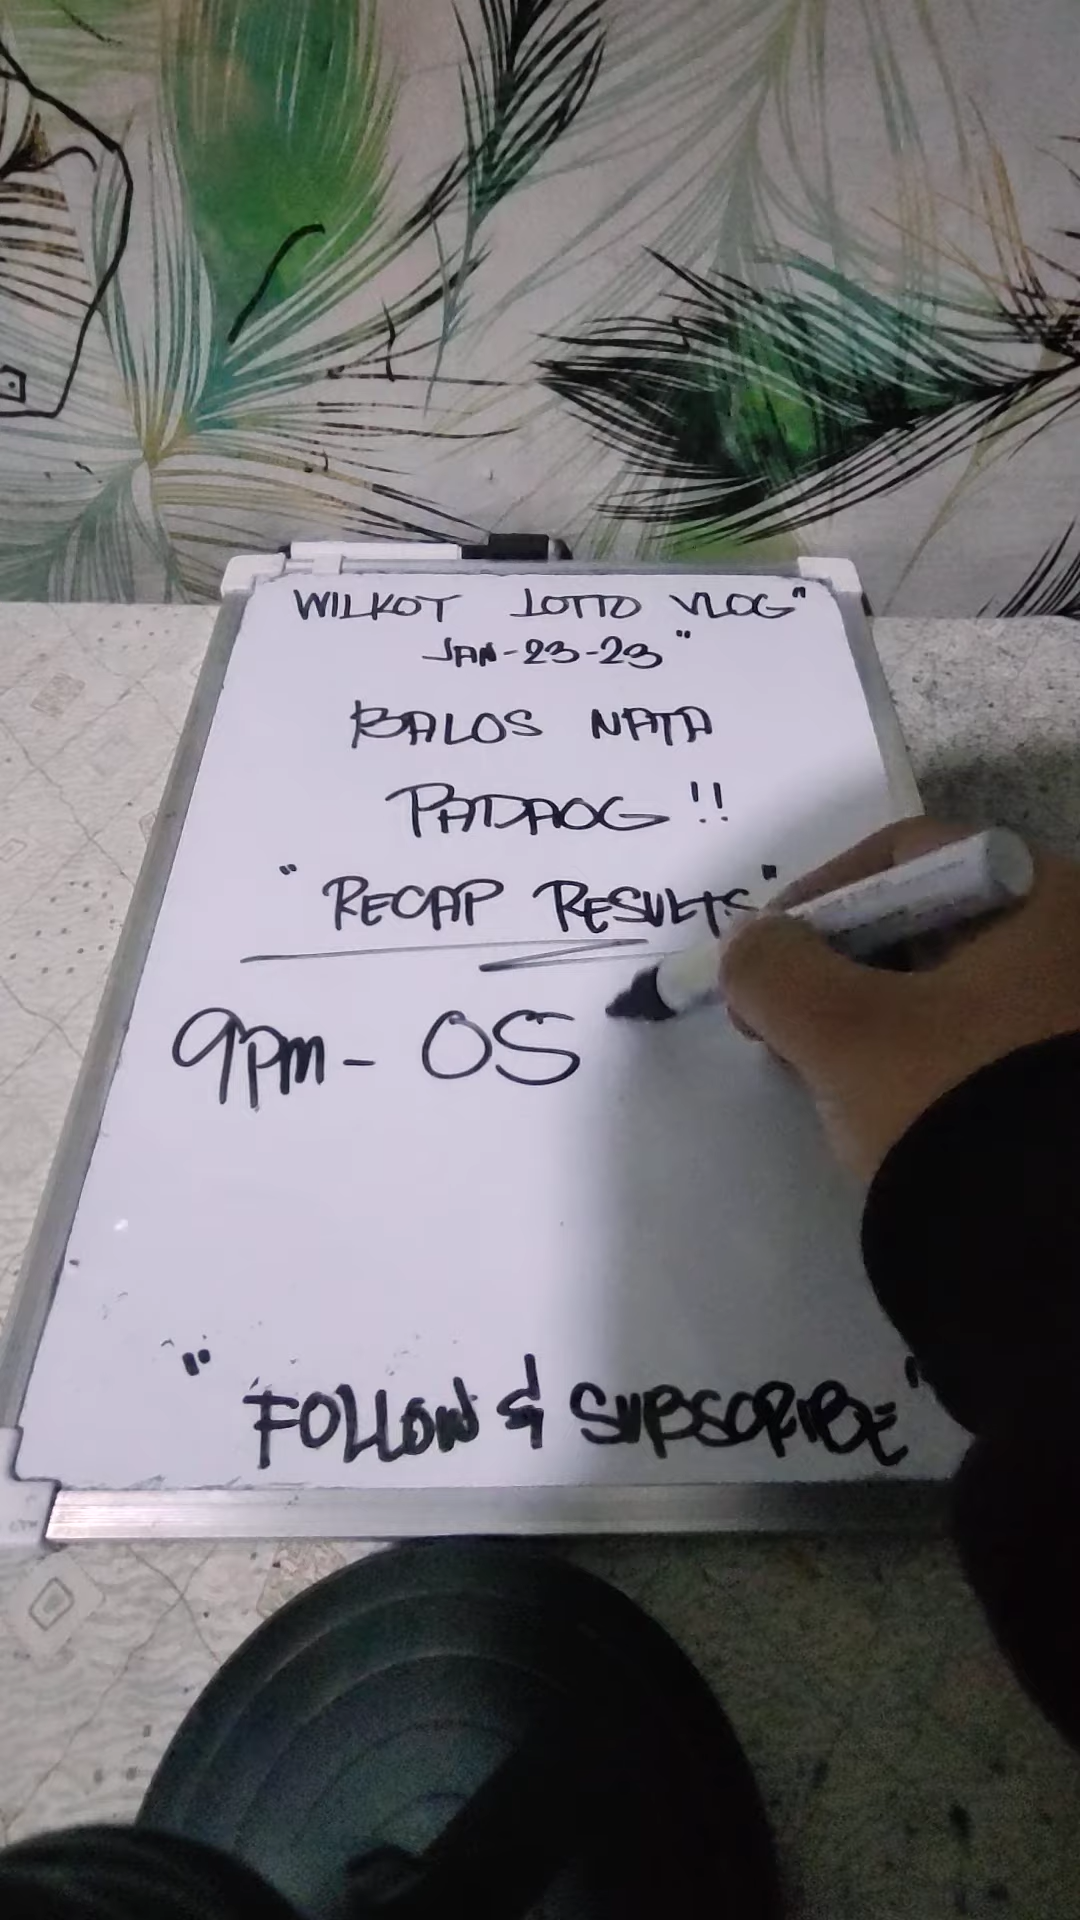 WILKOT LOTTO VLOG"
JAN-23-23"
BALOS NATA
PADAOG!!
"RECAP RESULTS"
9PM - 05
"FOLLOW & SUBSCRIBE"